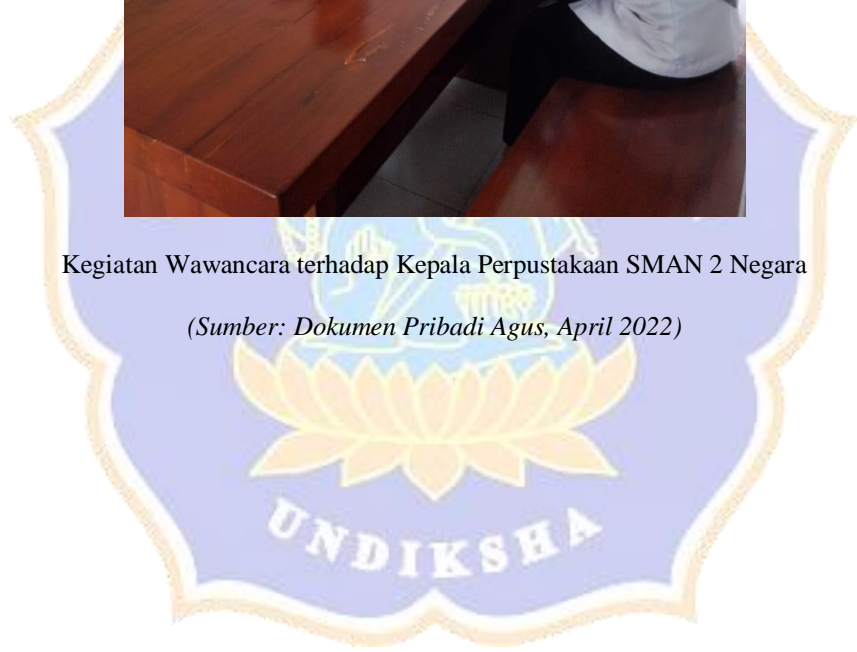 Kegiatan Wawancara terhadap Kepala Perpustakaan SMAN 2 Negara
(Sumber: Dokumen Pribadi Agus, April 2022)
UNDIKSHA